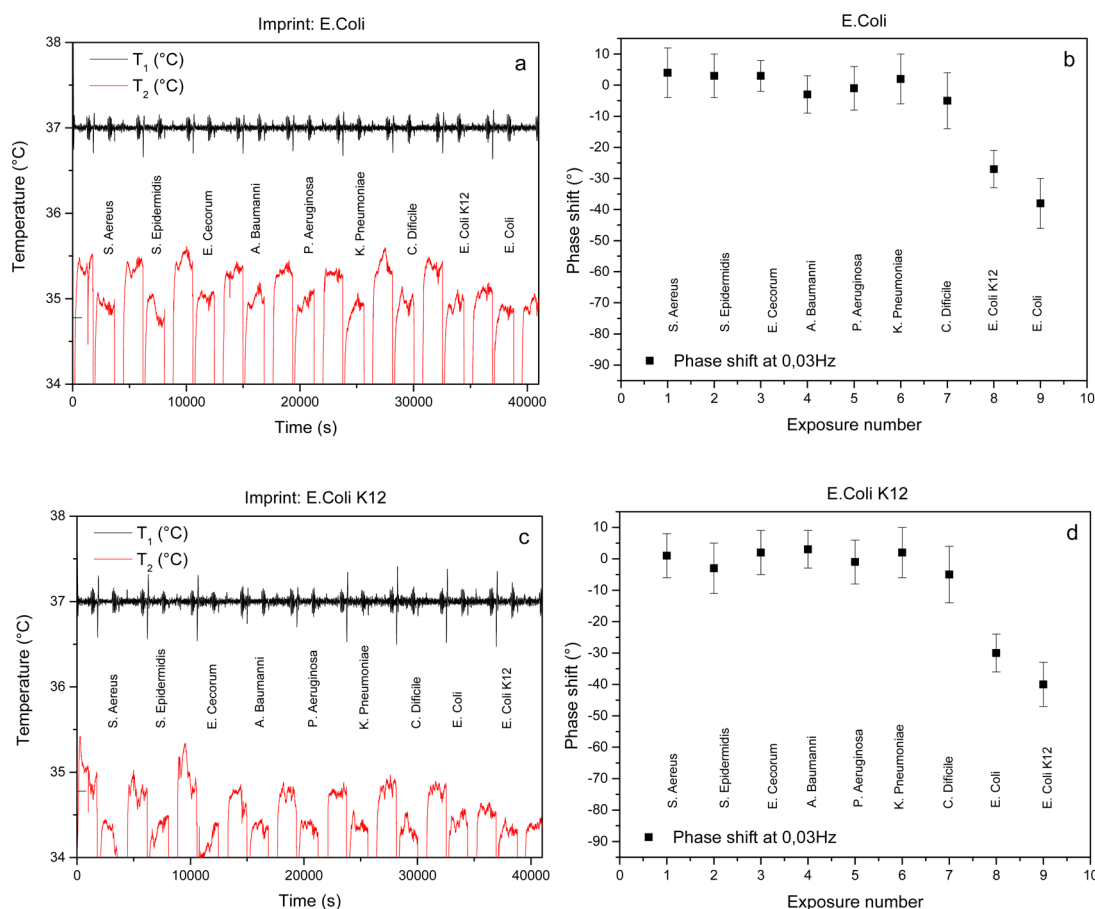 Imprint: E.Coli
38
37
36
35
34
Temperature (°C)
T1 (°C)
T2 (°C)
a
S. Aereus
S. Epidermidis
E. Cecorum
A. Baumanni
P. Aeruginosa
K. Pneumoniae
C. Dificile
E. Coli K12
E. Coli
0 10000 20000 30000 40000
Time (s)
E.Coli
b
10
0
-10
-20
-30
-40
-50
-60
-70
-80
-90
Phase shift (°)
S. Aereus
S. Epidermidis
E. Cecorum
A. Baumanni
P. Aeruginosa
K. Pneumoniae
C. Dificile
E. Coli K12
E. Coli
Phase shift at 0,03Hz
0 1 2 3 4 5 6 7 8 9 10
Exposure number
Imprint: E.Coli K12
38
37
36
35
34
Temperature (°C)
T1 (°C)
T2 (°C)
c
S. Aereus
S. Epidermidis
E. Cecorum
A. Baumanni
P. Aeruginosa
K. Pneumoniae
C. Dificile
E. Coli
E. Coli K12
0 10000 20000 30000 40000
Time (s)
E.Coli K12
d
10
0
-10
-20
-30
-40
-50
-60
-70
-80
-90
Phase shift (°)
S. Aereus
S. Epidermidis
E. Cecorum
A. Baumanni
P. Aeruginosa
K. Pneumoniae
C. Dificile
E. Coli
E. Coli K12
Phase shift at 0,03Hz
0 1 2 3 4 5 6 7 8 9 10
Exposure number